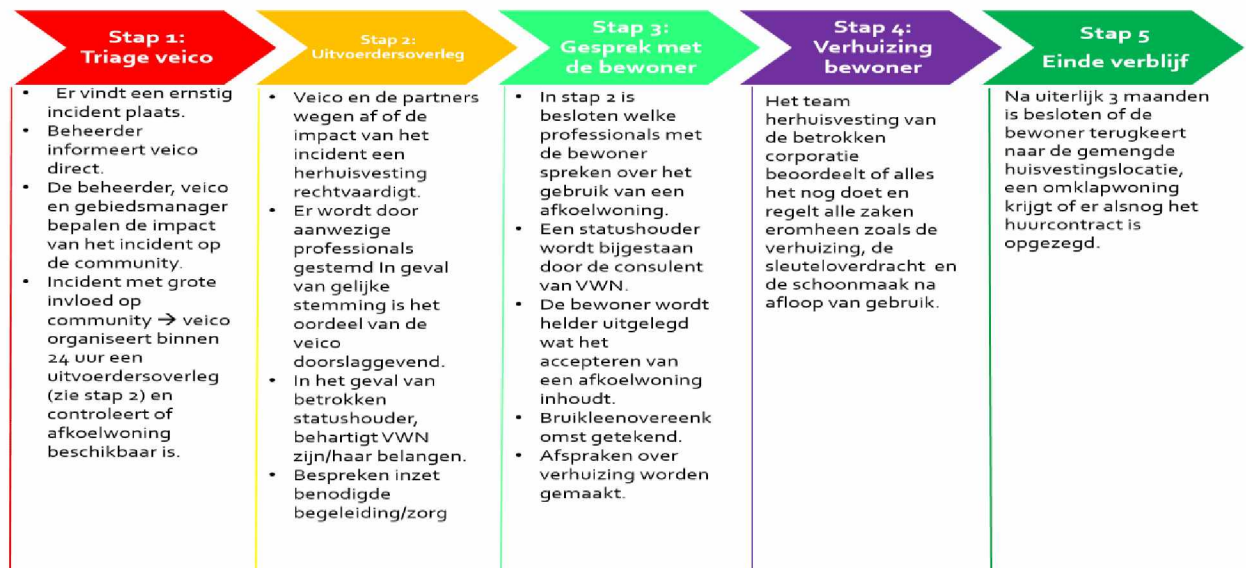 Stap 1:
Triage veico
• Er vindt een ernstig
incident plaats.
• Beheerder
informeert veico
direct.
• De beheerder, veico
en gebiedsmanager
bepalen de impact
van het incident op
de community.
• Incident met grote
invloed op
community → veico
organiseert binnen
24 uur een
uitvoerdersoverleg
(zie stap 2) en
controleert of
afkoelwoning
beschikbaar is.
Stap 2:
Uitvoerdersoverleg
• Veico en de partners
wegen af of de
impact van het
incident een
herhuisvesting
rechtvaardigt.
• Er wordt door
aanwezige
professionals
gestemd In geval
van gelijke
stemming is het
oordeel van de
veico
doorslaggevend.
• In het geval van
betrokken
statushouder,
behartigt VWN
zijn/haar belangen.
• Bespreken inzet
benodigde
begeleiding/zorg
Stap 3:
Gesprek met
de bewoner
• In stap 2 is
besloten welke
professionals met
de bewoner
spreken over het
gebruik van een
afkoelwoning.
• Een statushouder
wordt bijgestaan
door de consulent
van VWN.
• De bewoner wordt
helder uitgelegd
wat het
accepteren van
een afkoelwoning
inhoudt.
• Bruikleenovereenk
omst getekend.
• Afspraken over
verhuizing worden
gemaakt.
Stap 4:
Verhuizing
bewoner
Het team
herhuisvesting van
de betrokken
corporatie
beoordeelt of alles
het nog doet en
regelt alle zaken
eromheen zoals de
verhuizing, de
sleuteloverdracht en
de schoonmaak na
afloop van gebruik.
Stap 5
Einde verblijf
Na uiterlijk 3 maanden
is besloten of de
bewoner terugkeert
naar de gemengde
huisvestingslocatie,
een omklapwoning
krijgt of er alsnog het
huurcontract is
opgezegd.